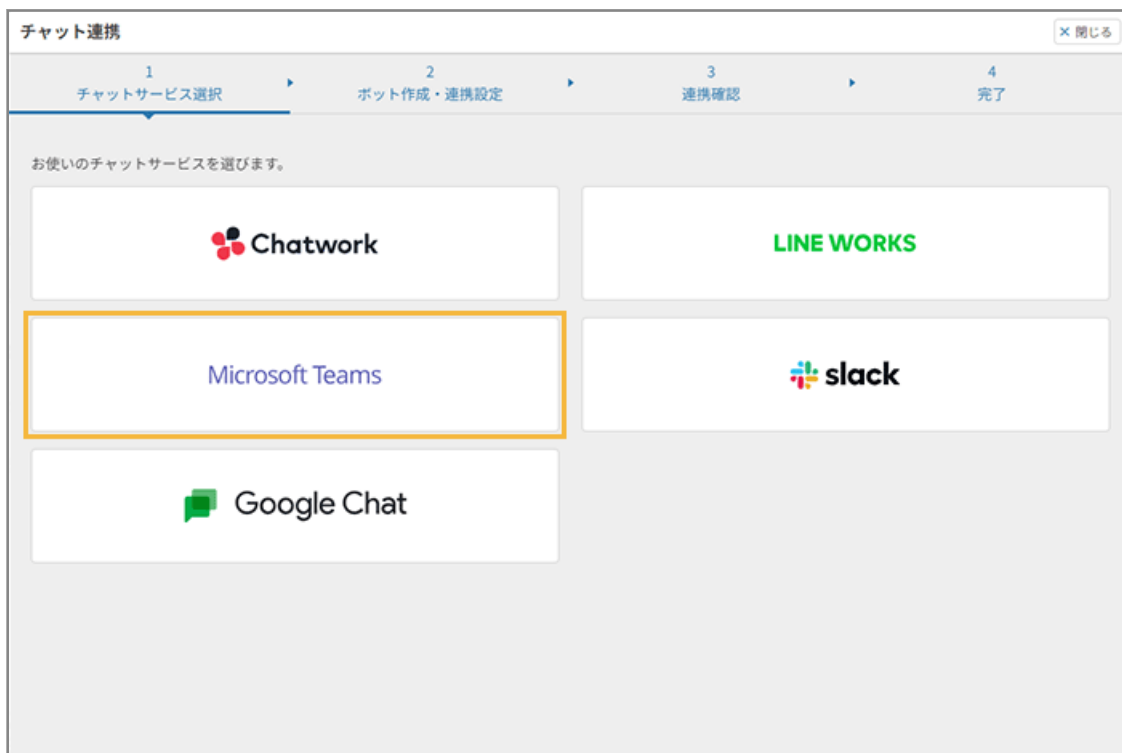 チャット連携
× 閉じる
1
チャットサービス選択
2
ボット作成・連携設定
3
連携確認
4
完了
お使いのチャットサービスを選びます。
Chatwork
LINE WORKS
Microsoft Teams
slack
Google Chat